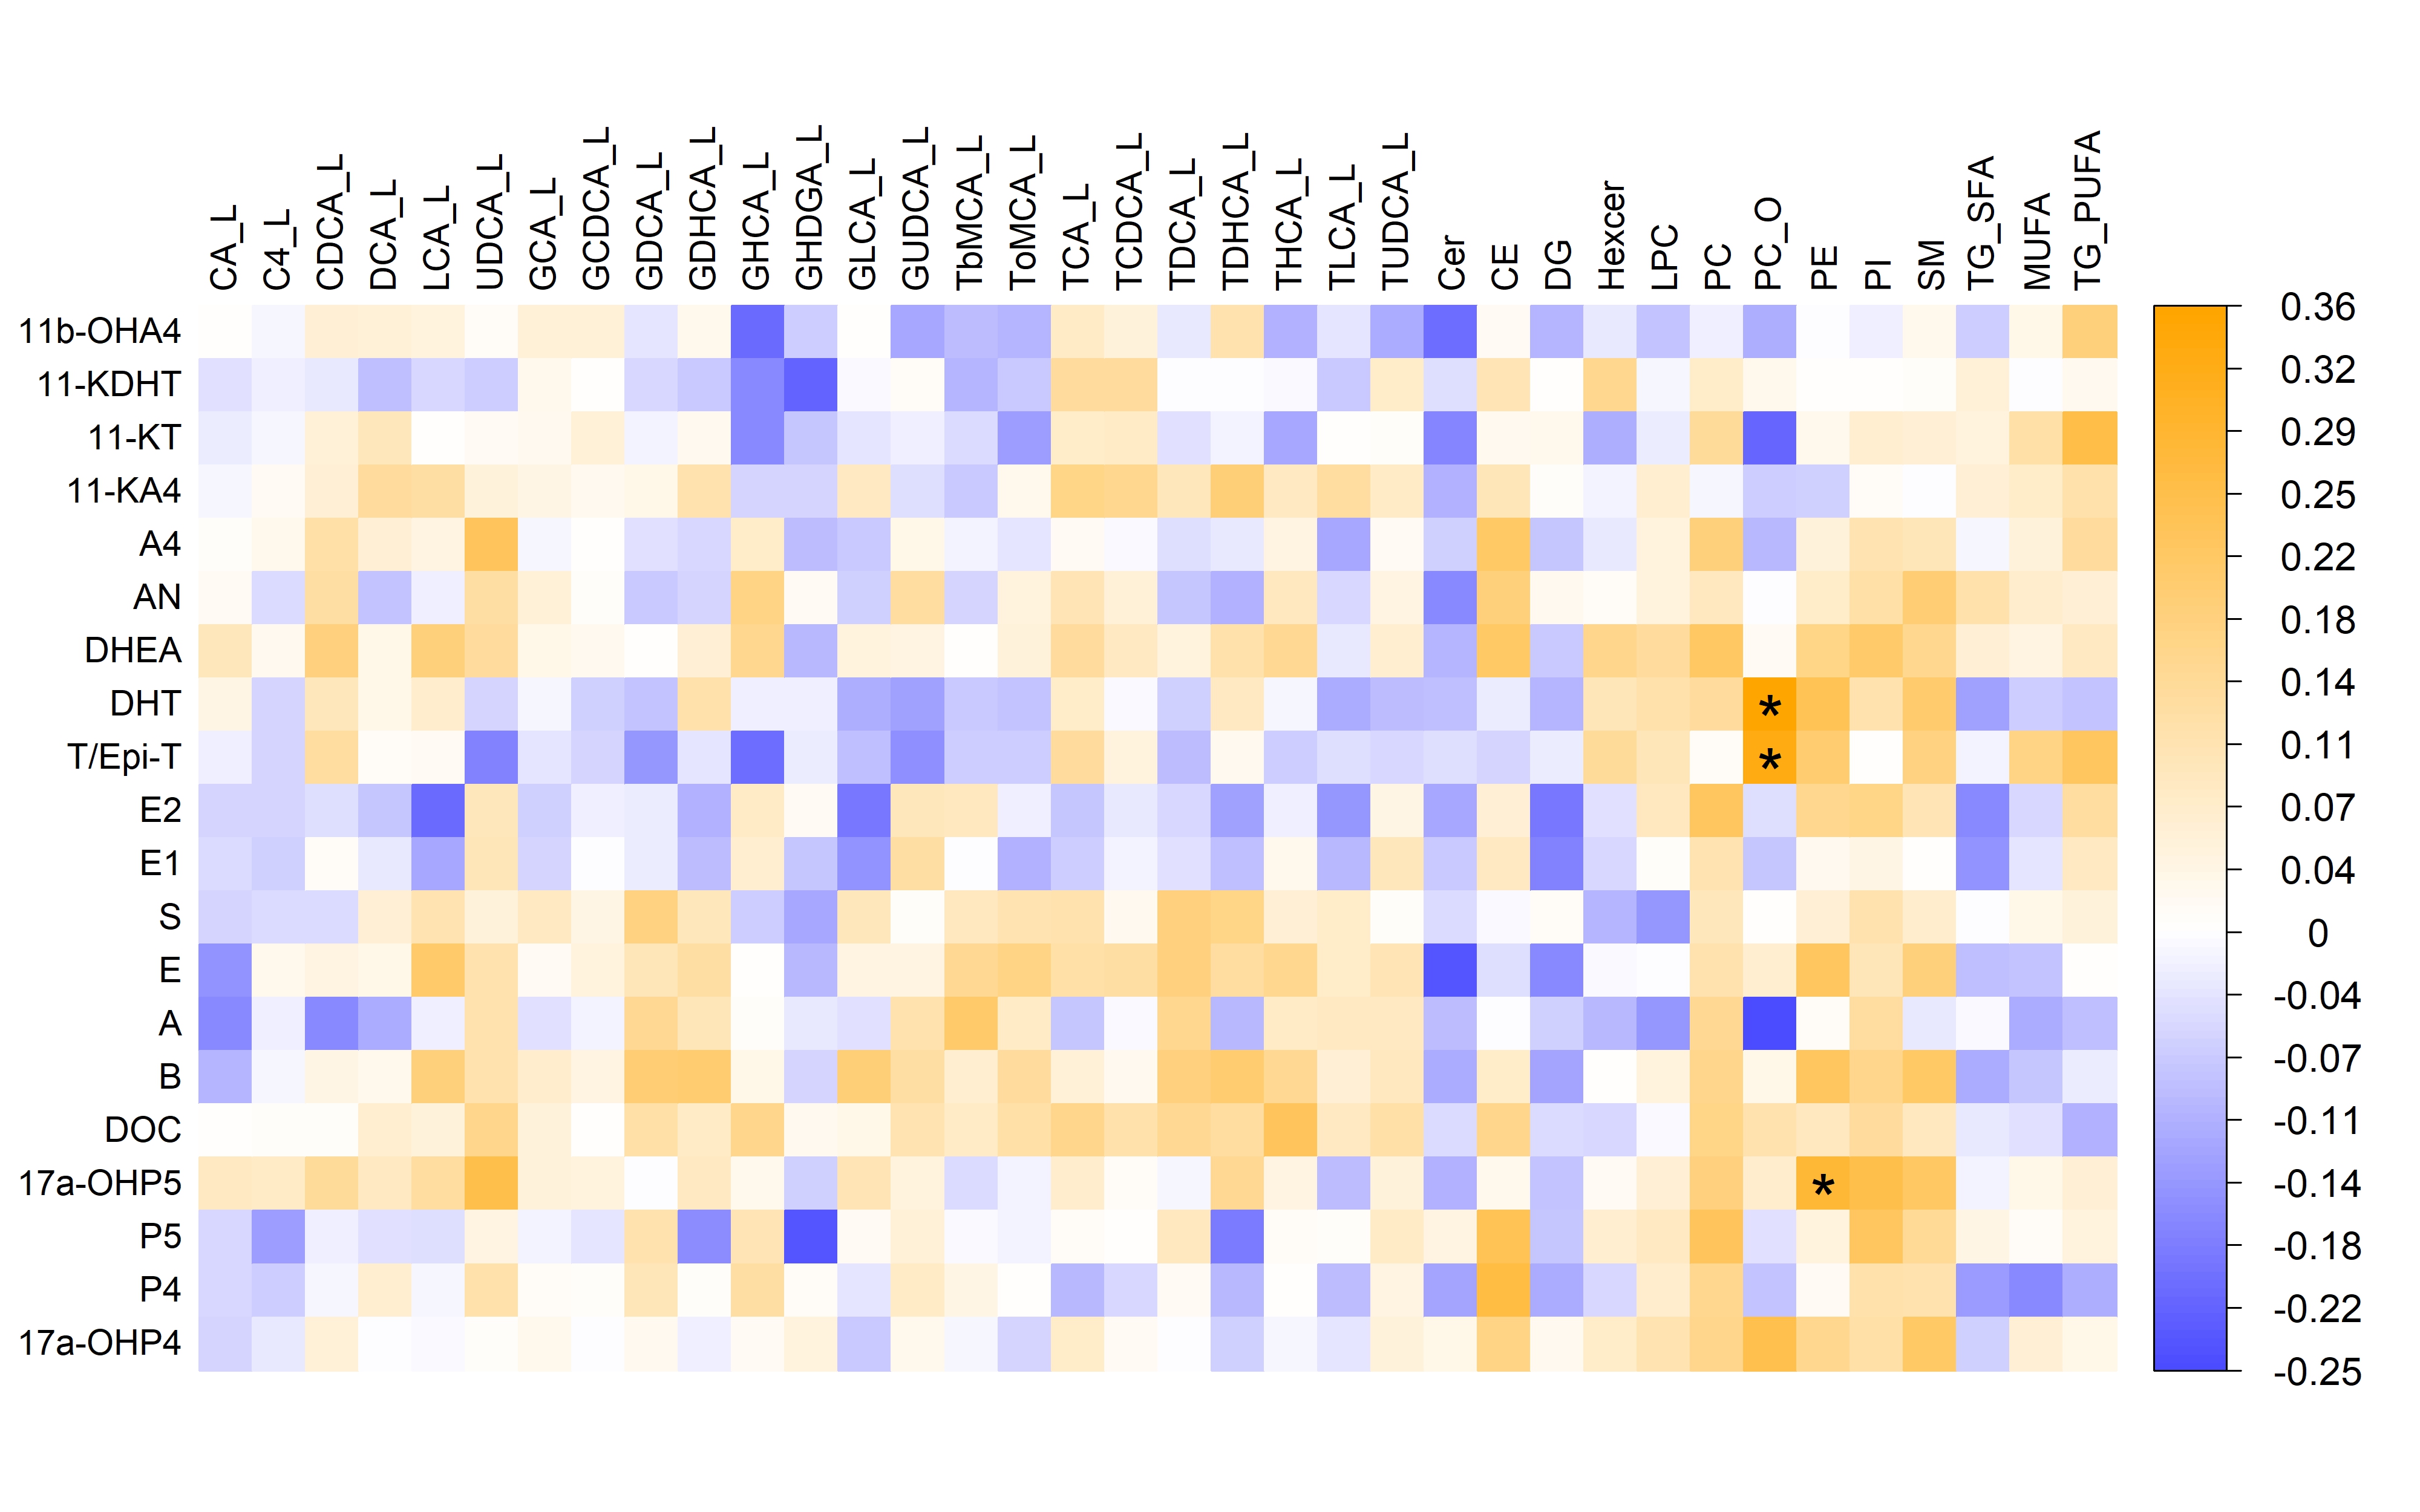 CA_L
C4_L
CDCA_L
DCA_L
LCA_L
UDCA_L
GCA_L
GCDCA_L
GDCA_L
GDHCA_L
GHCA_L
GHDGA_L
GLCA_L
GUDCA_L
TbMCA_L
ToMCA_L
TCA_L
TCDCA_L
TDCA_L
TDHCA_L
THCA_L
TLCA_L
TUDCA_L
Cer
CE
DG
Hexcer
LPC
PC
PC_O
PE
PI
SM
TG_SFA
MUFA
TG_PUFA
11b-OHA4
11-KDHT
11-KT
11-KA4
A4
AN
DHEA
DHT
*
T/Epi-T
*
E2
E1
S
E
A
B
DOC
17a-OHP5
*
P5
P4
17a-OHP4
0.36
0.32
0.29
0.25
0.22
0.18
0.14
0.11
0.07
0.04
0
-0.04
-0.07
-0.11
-0.14
-0.18
-0.22
-0.25